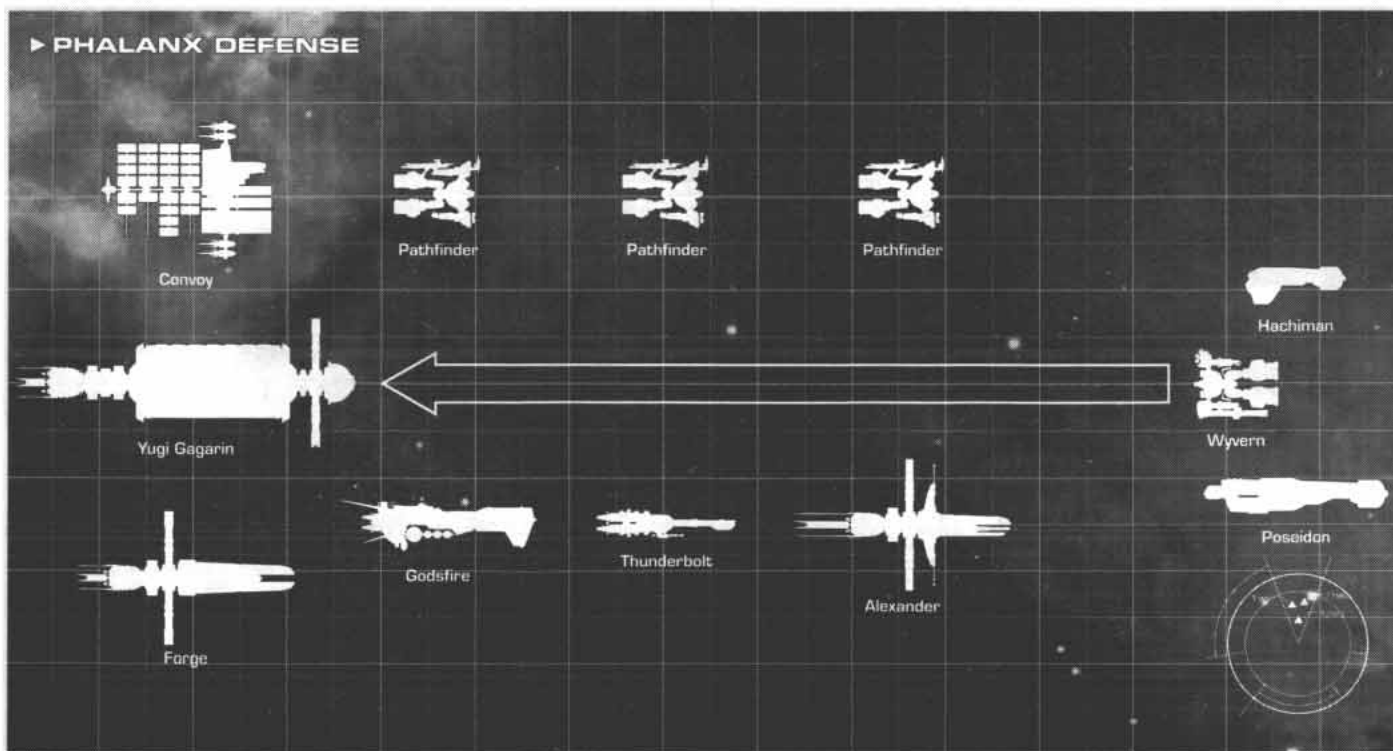 PHALANX DEFENSE
Convoy
Pathfinder
Pathfinder
Pathfinder
Hachiman
Yugi Gagarin
Wyvern
Godsfire
Thunderbolt
Alexander
Poseidon
Forge